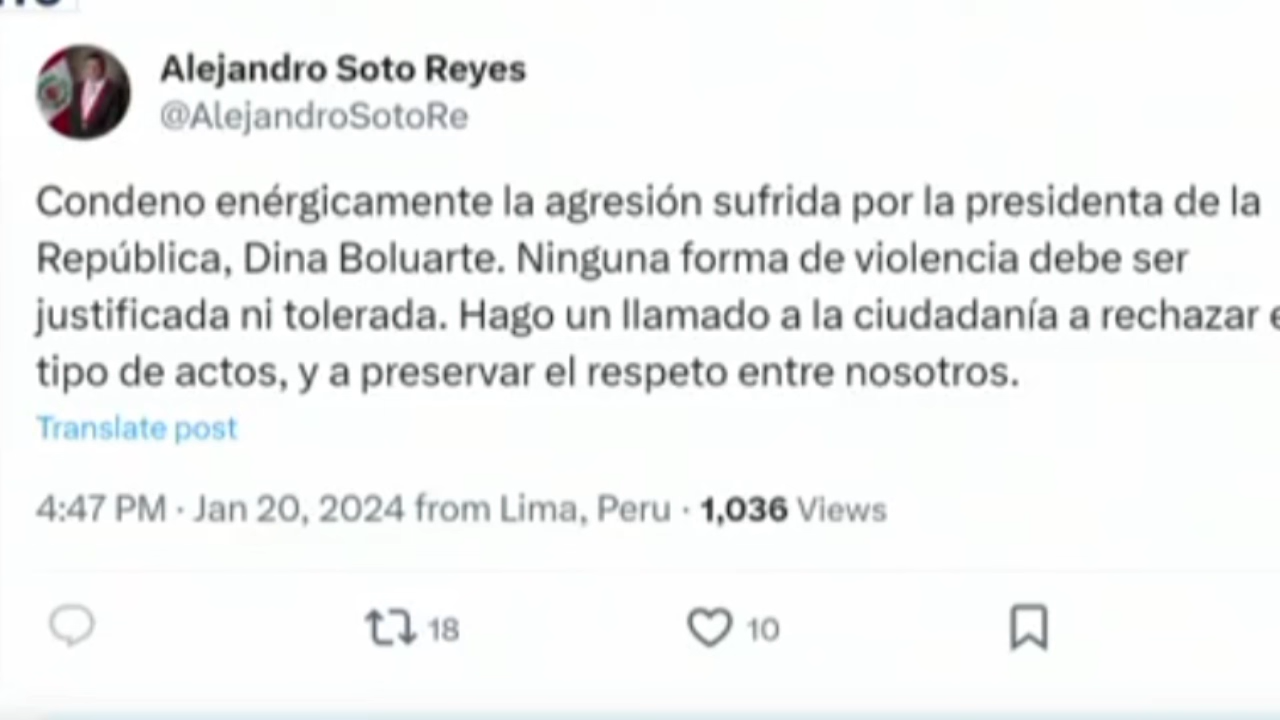 Alejandro Soto Reyes
@AlejandroSotoRe
Condeno enérgicamente la agresión sufrida por la presidenta de la
República, Dina Boluarte. Ninguna forma de violencia debe ser
justificada ni tolerada. Hago un llamado a la ciudadanía a rechazar
tipo de actos, y a preservar el respeto entre nosotros.
Translate post
4:47 PM · Jan 20, 2024 from Lima, Peru · 1,036 Views
18 10